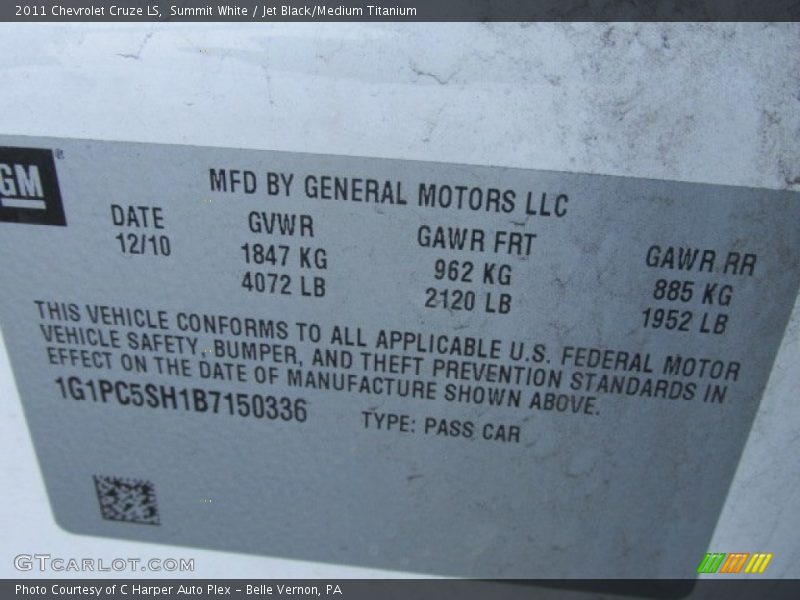 2011 Chevrolet Cruze LS, Summit White / Jet Black/Medium Titanium
GM
MFD BY GENERAL MOTORS LLC
DATE GVWR GAWR FRT GAWR RR
12/10 1847 KG 962 KG 885 KG
4072 LB 2120 LB 1952 LB
THIS VEHICLE CONFORMS TO ALL APPLICABLE U.S. FEDERAL MOTOR
VEHICLE SAFETY, BUMPER, AND THEFT PREVENTION STANDARDS IN
EFFECT ON THE DATE OF MANUFACTURE SHOWN ABOVE.
1G1PC5SH1B7150336 TYPE: PASS CAR
GTCARLOT.COM
Photo Courtesy of C Harper Auto Plex - Belle Vernon, PA